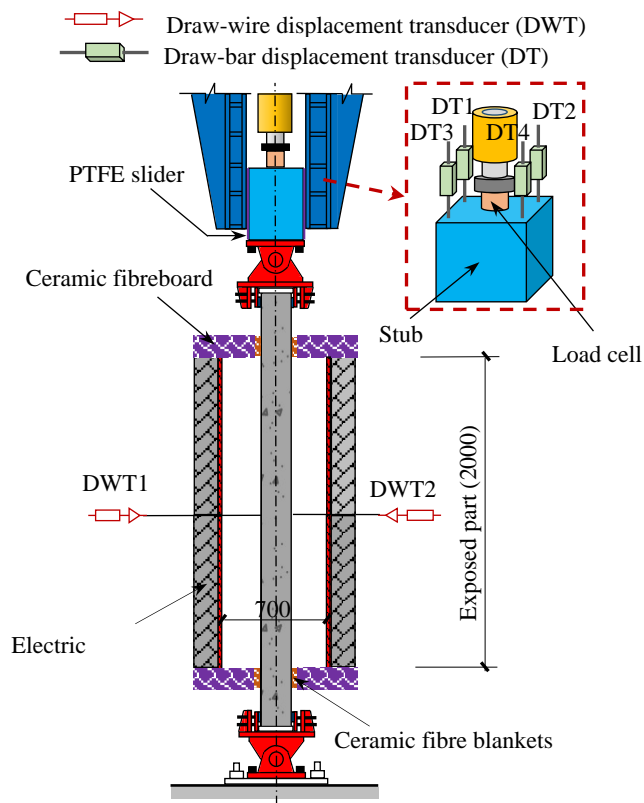 Draw-wire displacement transducer (DWT)
Draw-bar displacement transducer (DT)
DT1
DT2
DT3
DT4
PTFE slider
Ceramic fibreboard
Stub
Load cell
DWT1
DWT2
Exposed part (2000)
700
Electric
Ceramic fibre blankets